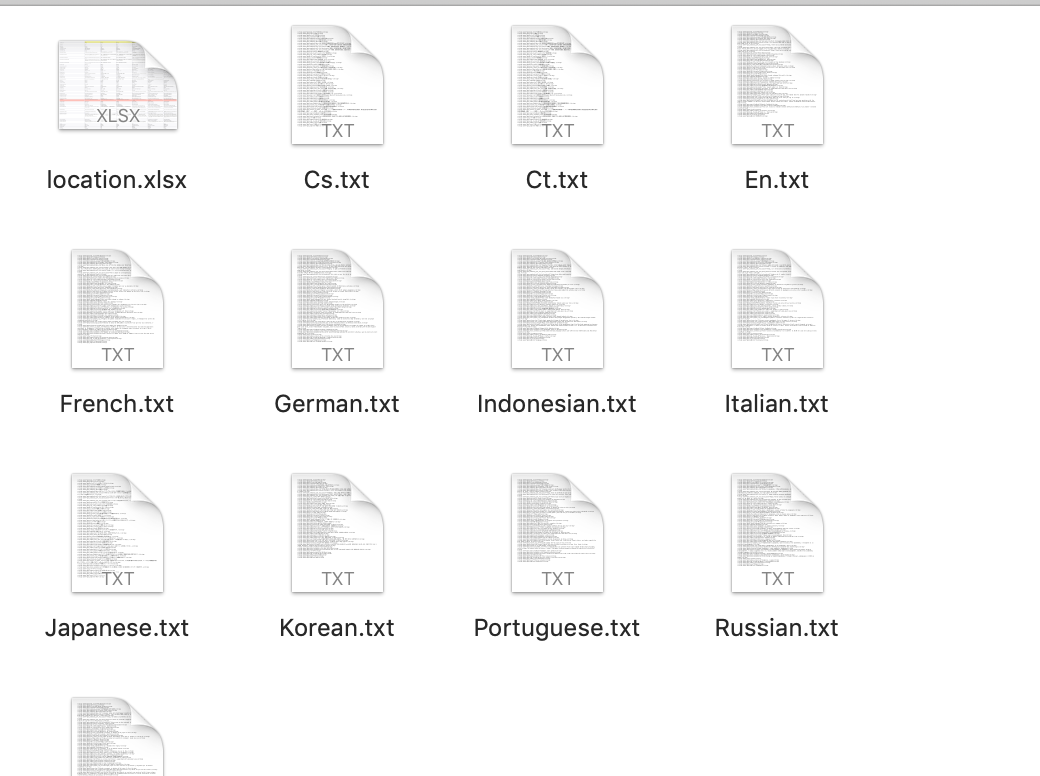 XLSX
TXT
TXT
TXT
location.xlsx
Cs.txt
Ct.txt
En.txt
TXT
TXT
TXT
TXT
French.txt
German.txt
Indonesian.txt
Italian.txt
TXT
TXT
TXT
TXT
Japanese.txt
Korean.txt
Portuguese.txt
Russian.txt